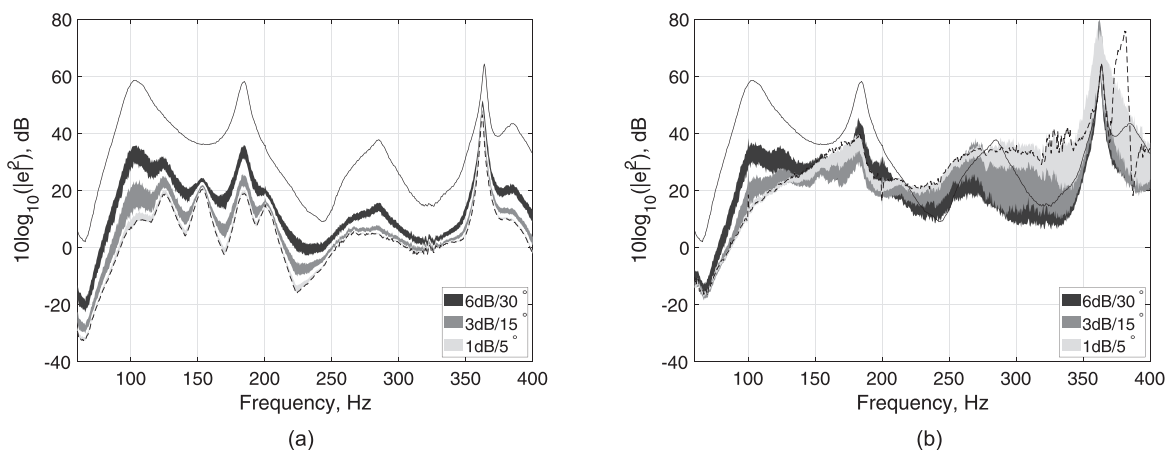 80
60
40
20
0
-20
-40
100 150 200 250 300 350 400
10log₁₀(|e|²), dB
Frequency, Hz
6dB/30°
3dB/15°
1dB/5°
(a)
80
60
40
20
0
-20
-40
100 150 200 250 300 350 400
10log₁₀(|e|²), dB
Frequency, Hz
6dB/30°
3dB/15°
1dB/5°
(b)